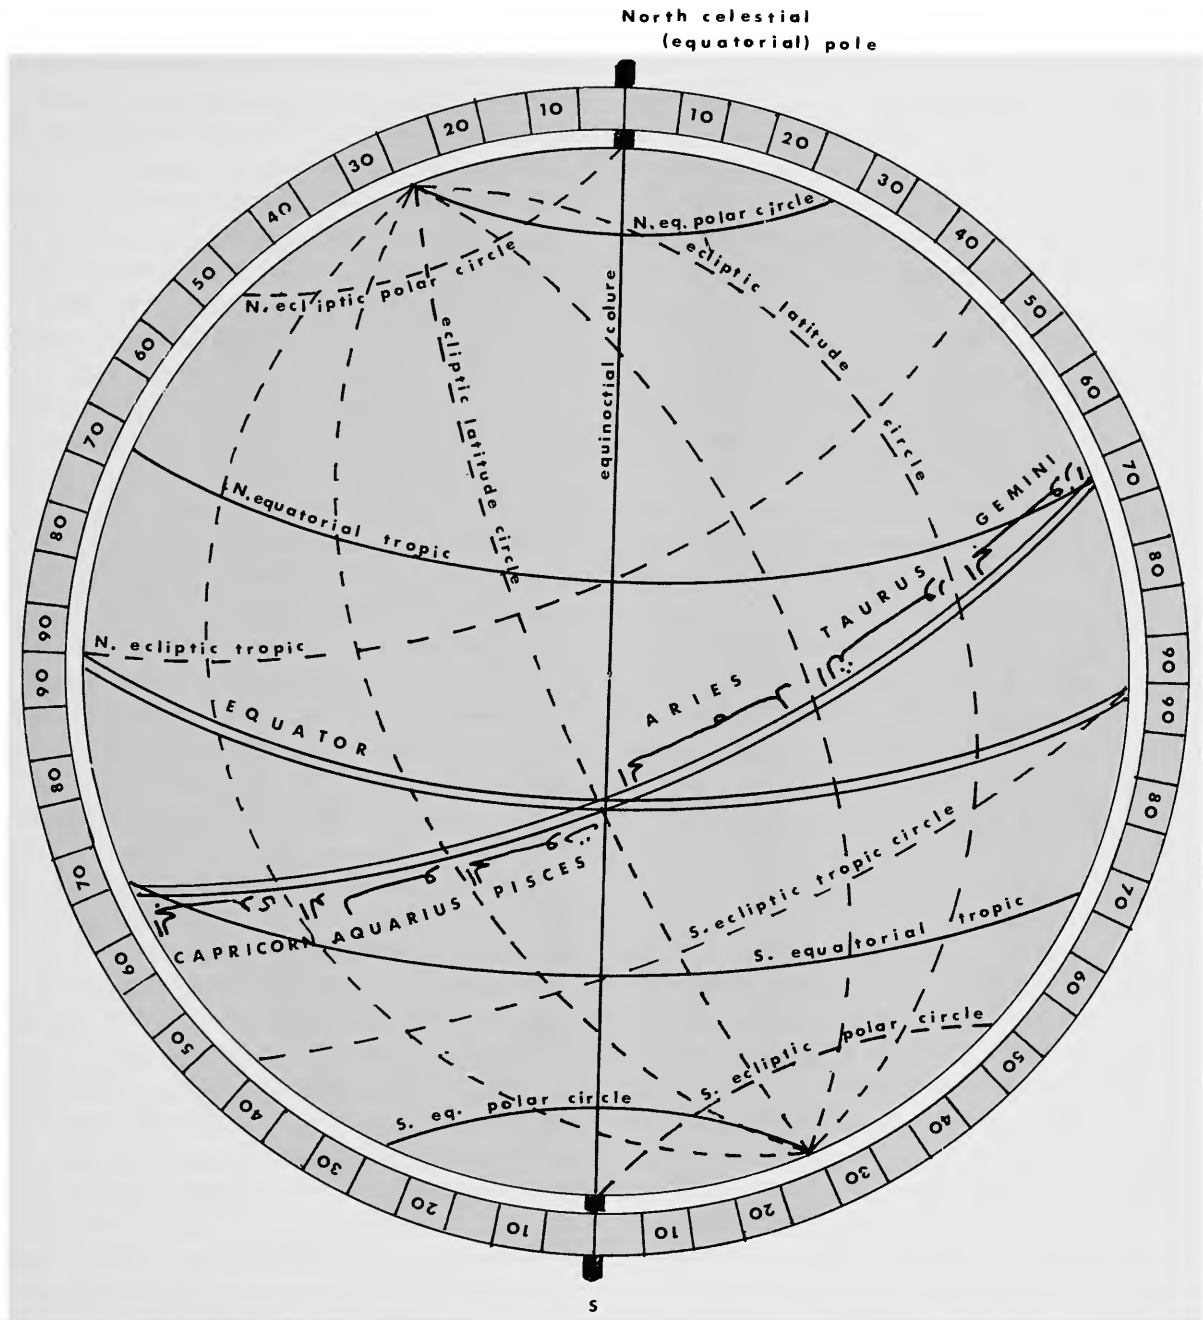 North celestial
(equatorial) pole
10
10
20
20
30
30
40
40
50
50
60
60
70
70
80
80
90
90
90
90
80
80
70
70
60
60
50
50
40
40
30
30
20
20
10
10
N. eq. polar circle
N. ecliptic polar circle
ecliptic latitude circle
ecliptic latitude circle
equinoctial colure
N. equatorial tropic
GEMINI
TAURUS
N. ecliptic tropic
ARIES
EQUATOR
PISCES
AQUARIUS
CAPRICORN
S. ecliptic tropic circle
S. equatorial tropic
S. ecliptic polar circle
S. eq. polar circle
S